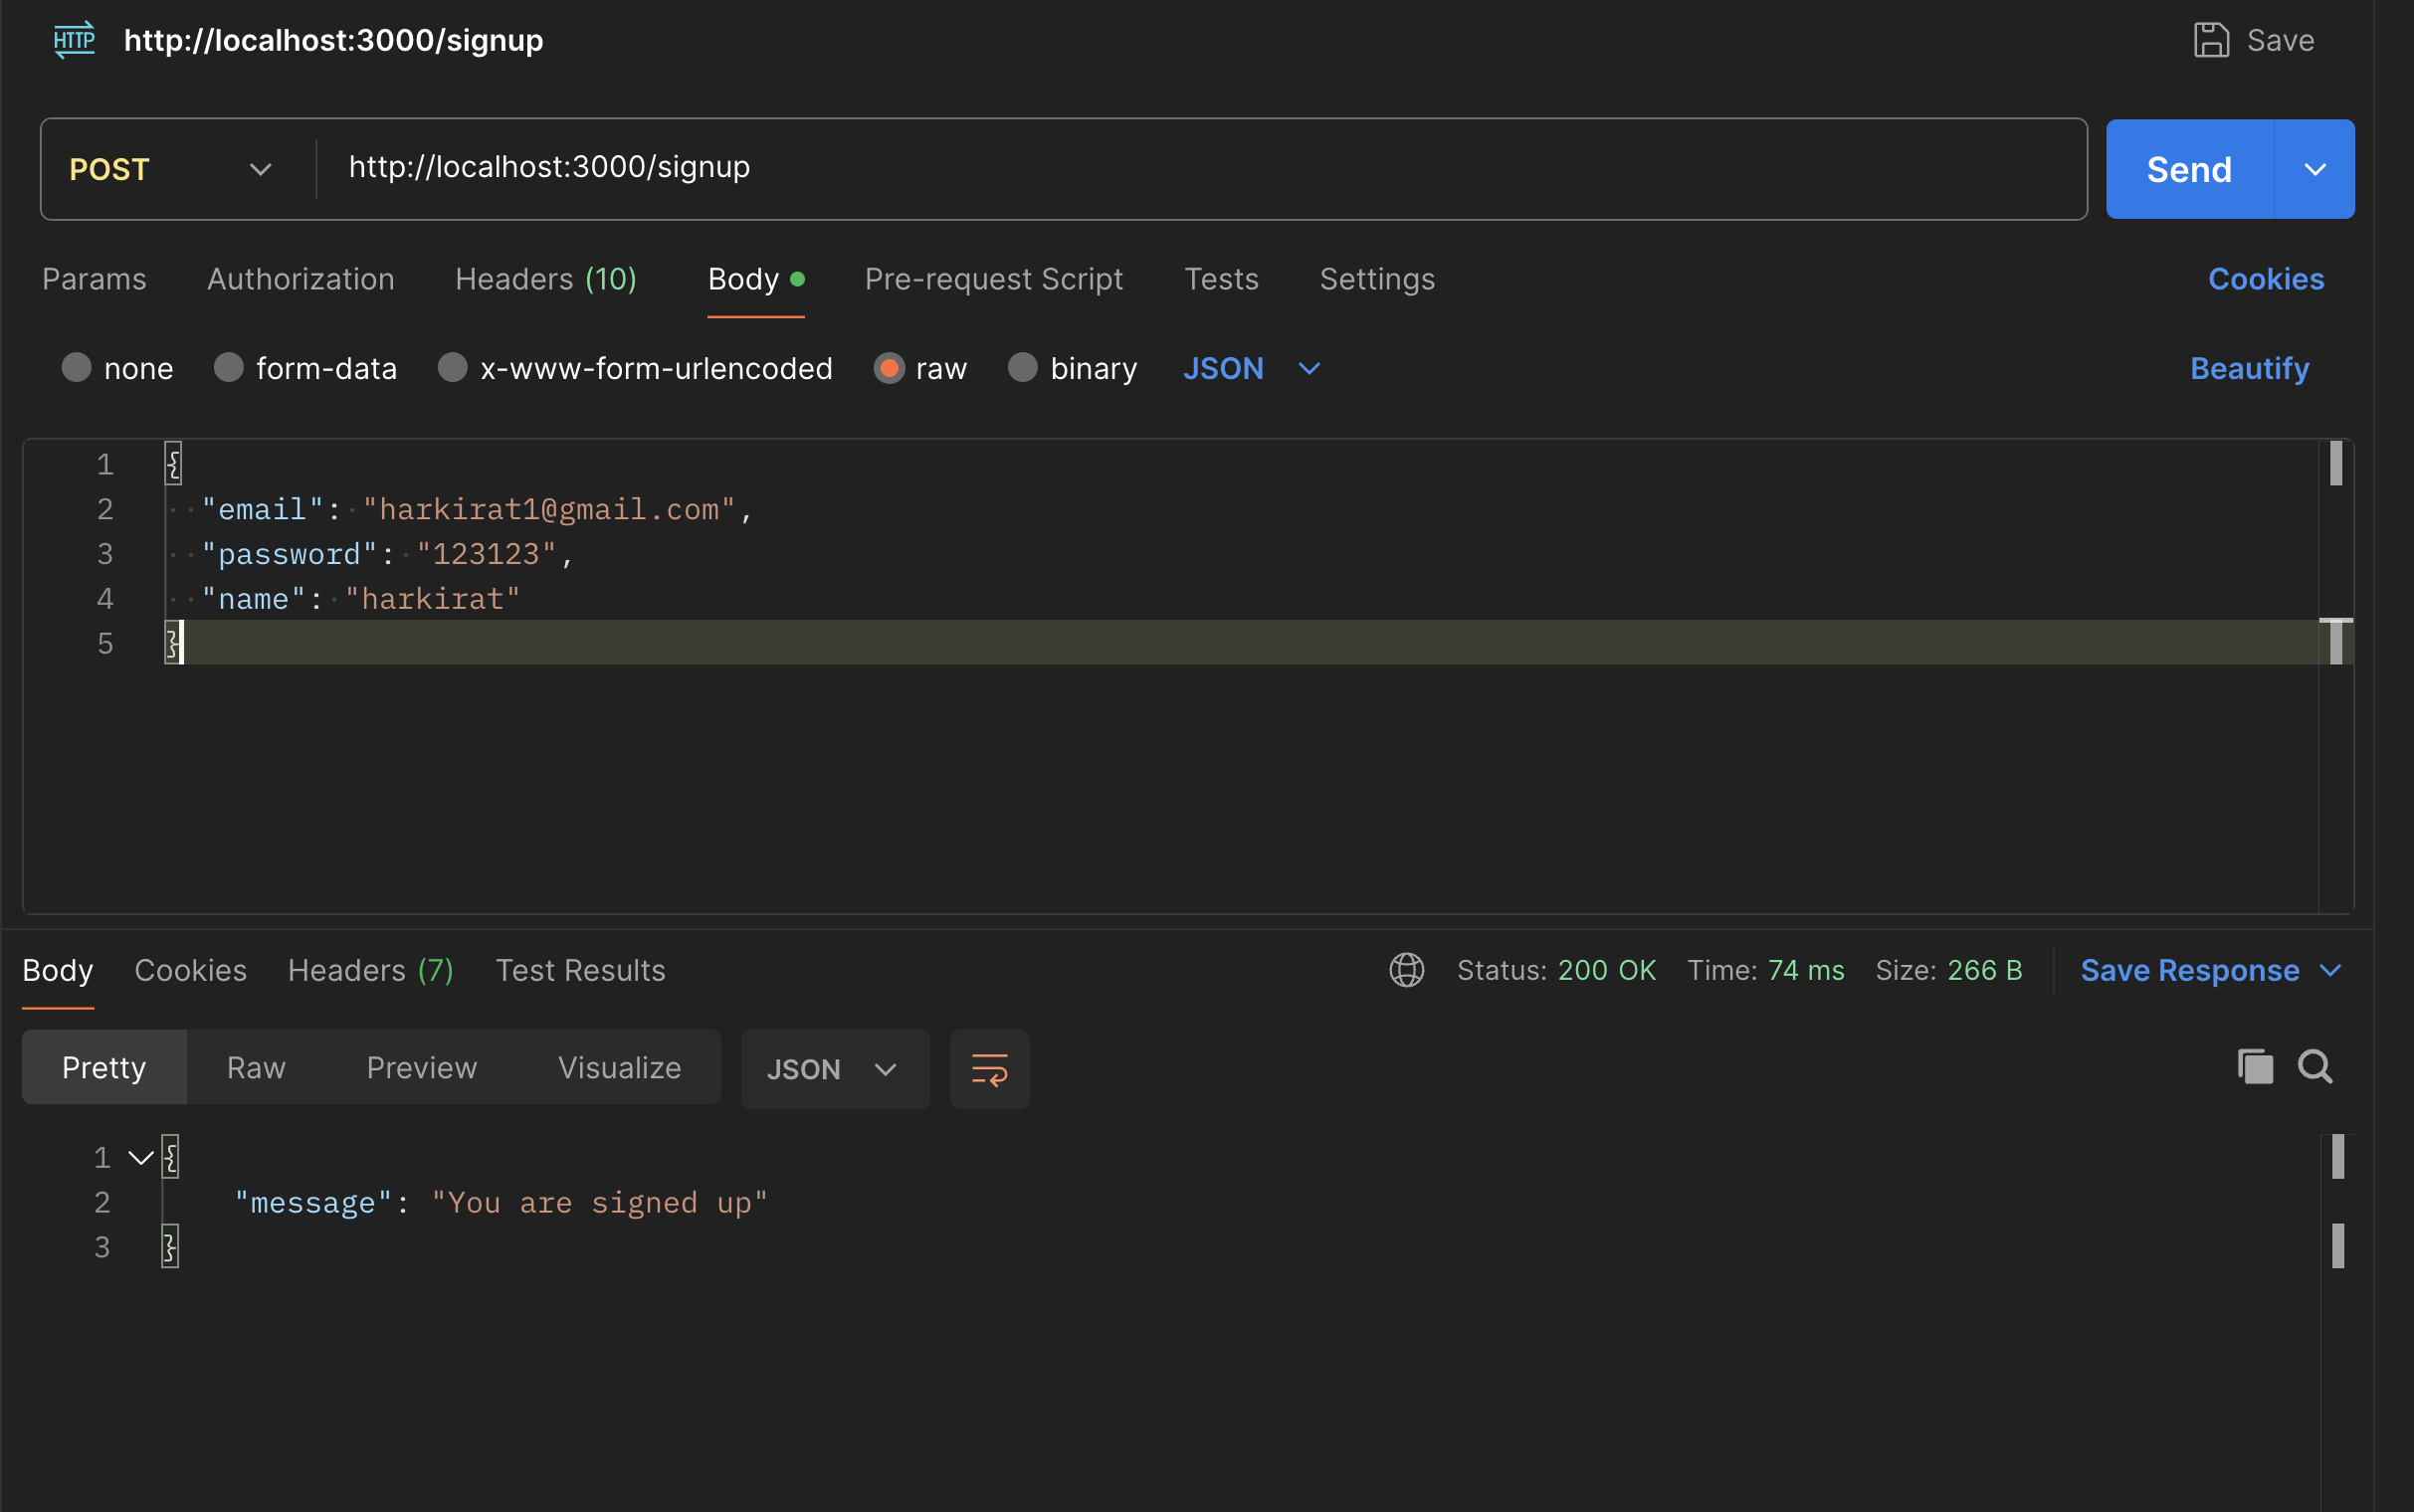 HTTP http://localhost:3000/signup Save
POST http://localhost:3000/signup Send
Params Authorization Headers (10) Body Pre-request Script Tests Settings Cookies
none form-data x-www-form-urlencoded raw binary JSON Beautify
1 {
2 "email": "harkirat1@gmail.com",
3 "password": "123123",
4 "name": "harkirat"
5 }
Body Cookies Headers (7) Test Results Status: 200 OK Time: 74 ms Size: 266 B Save Response
Pretty Raw Preview Visualize JSON
1 {
2 "message": "You are signed up"
3 }